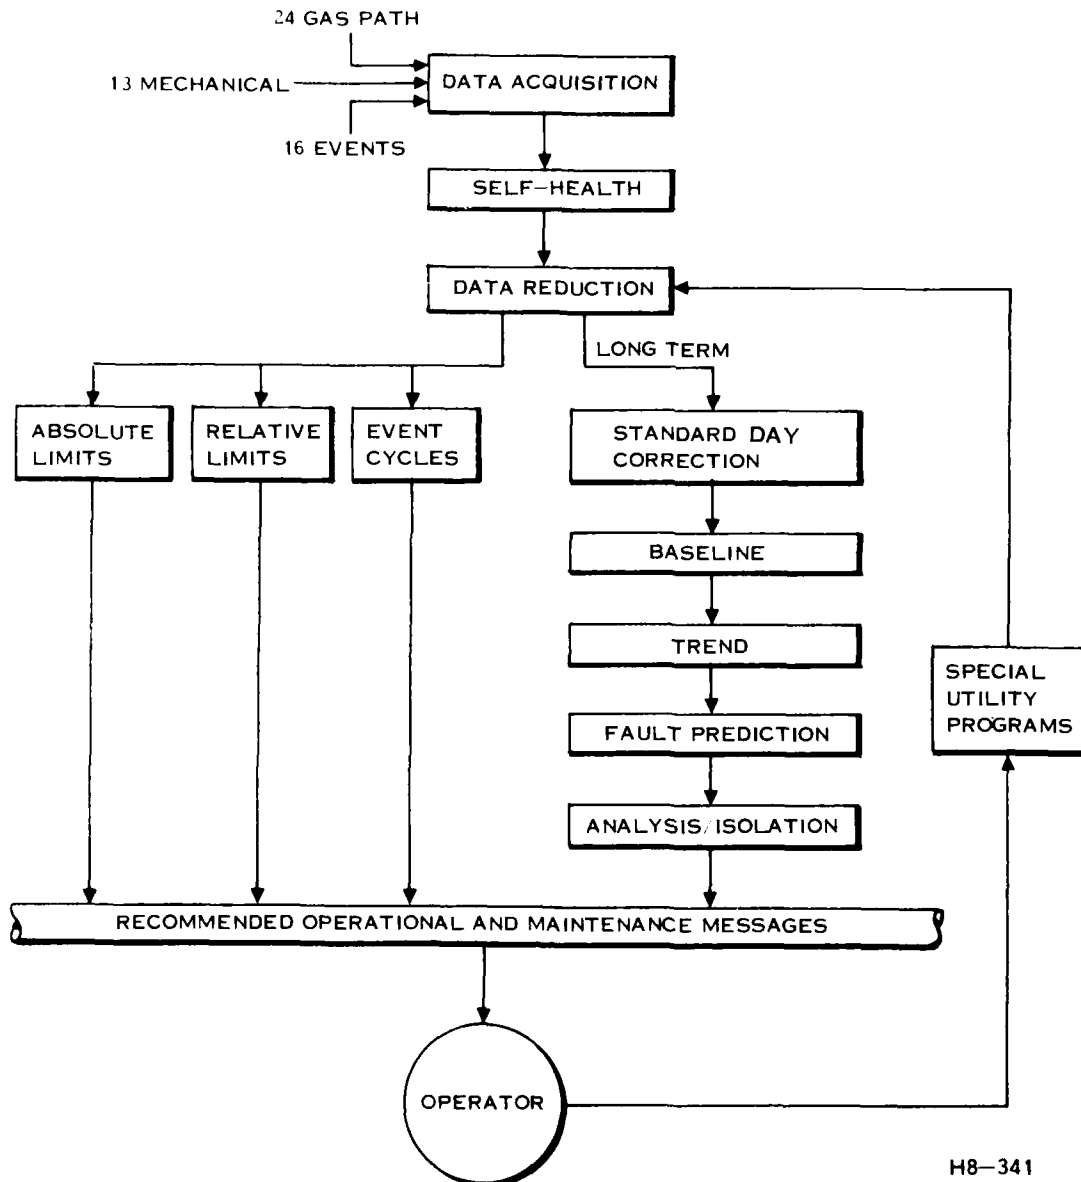 24 GAS PATH
13 MECHANICAL
16 EVENTS
DATA ACQUISITION
SELF-HEALTH
DATA REDUCTION
LONG TERM
ABSOLUTE
LIMITS
RELATIVE
LIMITS
EVENT
CYCLES
STANDARD DAY
CORRECTION
BASELINE
TREND
FAULT PREDICTION
ANALYSIS/ISOLATION
SPECIAL
UTILITY
PROGRAMS
RECOMMENDED OPERATIONAL AND MAINTENANCE MESSAGES
OPERATOR
H8-341